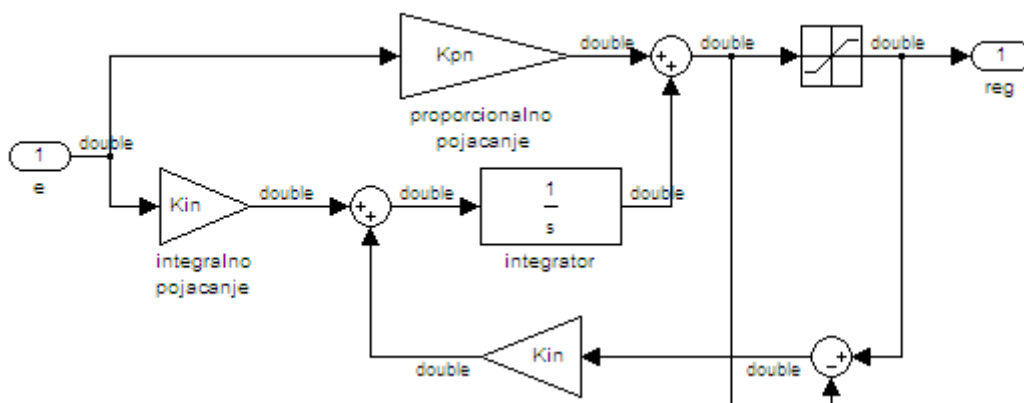 double
double
double
Kpn
+
+
1
reg
proporcionalno
pojacanje
1
double
e
Kin
double
+
+
double
1
s
double
integralno
pojacanje
integrator
Kin
double
double
−
+
−